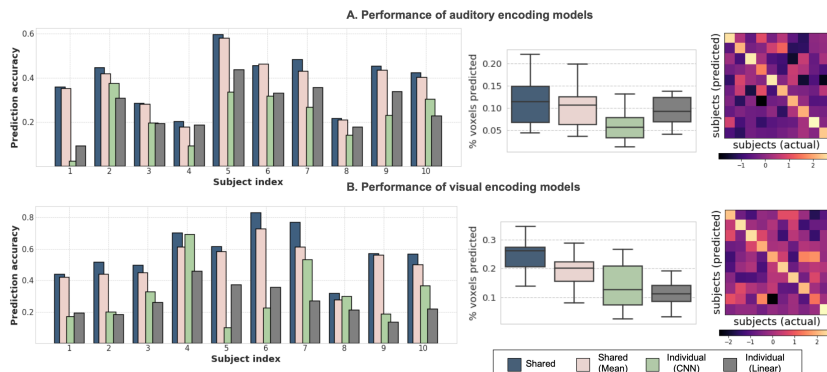 A. Performance of auditory encoding models
Prediction accuracy
0.6
0.4
0.2
1 2 3 4 5 6 7 8 9 10
Subject index
% voxels predicted
0.20
0.15
0.10
0.05
subjects (predicted)
-1 0 1 2
subjects (actual)
B. Performance of visual encoding models
Prediction accuracy
0.8
0.6
0.4
0.2
1 2 3 4 5 6 7 8 9 10
Subject index
% voxels predicted
0.3
0.2
0.1
subjects (predicted)
subjects (actual)
-2 -1 0 1 2
Shared
Shared
(Mean)
Individual
(CNN)
Individual
(Linear)